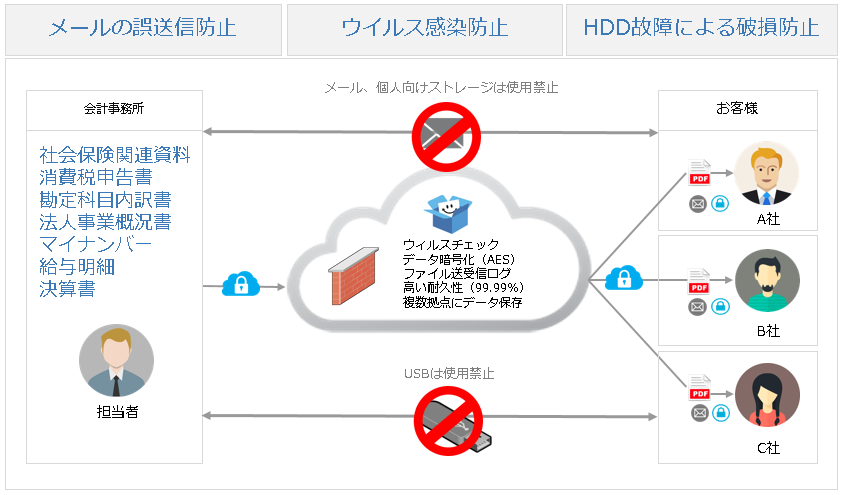 メールの誤送信防止
ウイルス感染防止
HDD故障による破損防止
メール、個人向けストレージは使用禁止
会計事務所
社会保険関連資料
消費税申告書
勘定科目内訳書
法人事業概況書
マイナンバー
給与明細
決算書
担当者
ウィルスチェック
データ暗号化（AES）
ファイル送受信ログ
高い耐久性（99.99%）
複数拠点にデータ保存
USBは使用禁止
お客様
PDF
A社
PDF
B社
PDF
C社